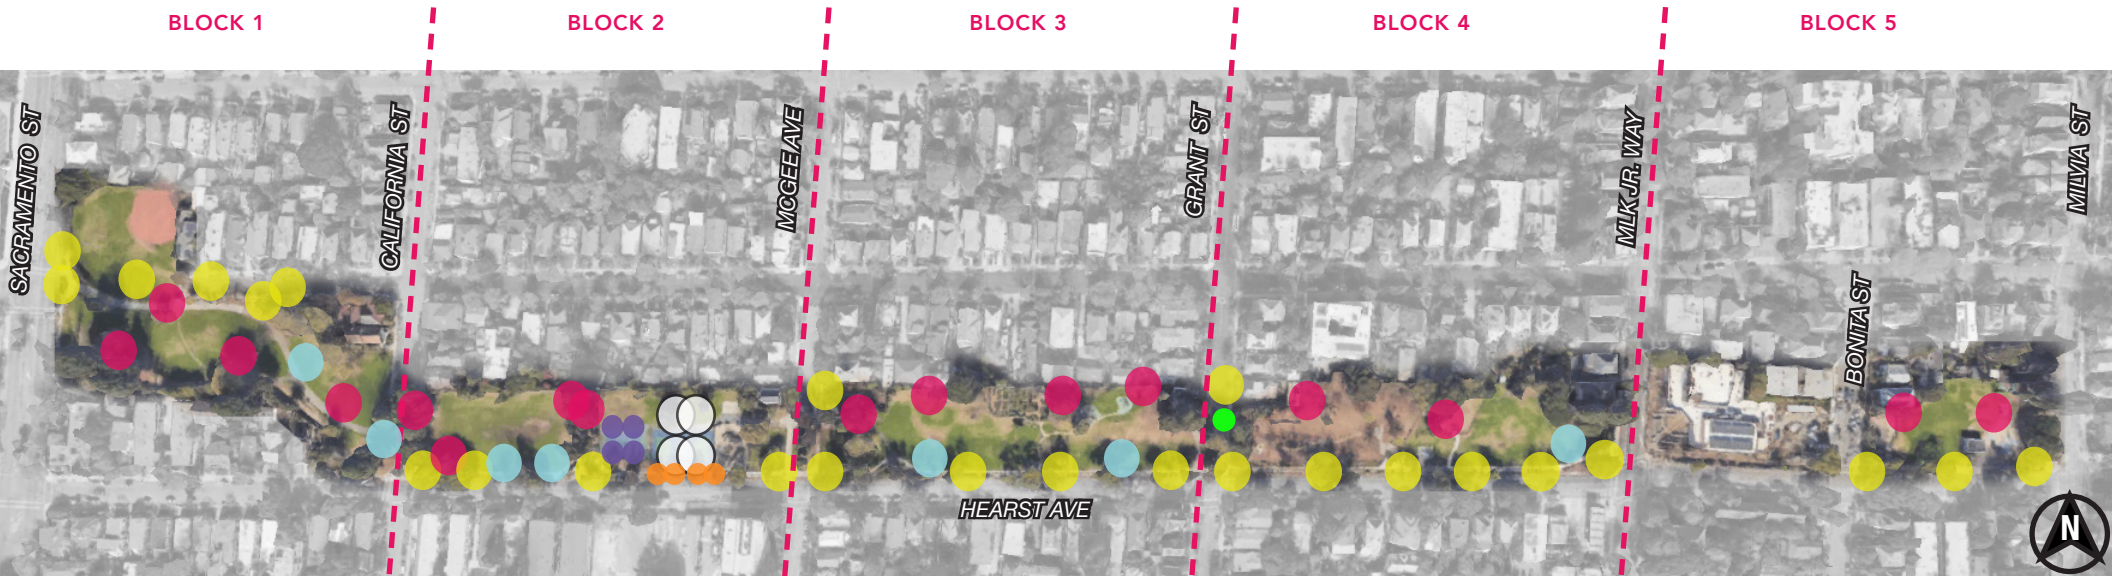 BLOCK 1
BLOCK 2
BLOCK 3
BLOCK 4
BLOCK 5
SACRAMENTO ST
CALIFORNIA ST
MCGEE AVE
GRANT ST
MLK JR. WAY
BONITA ST
MILVIA ST
HEARST AVE
N